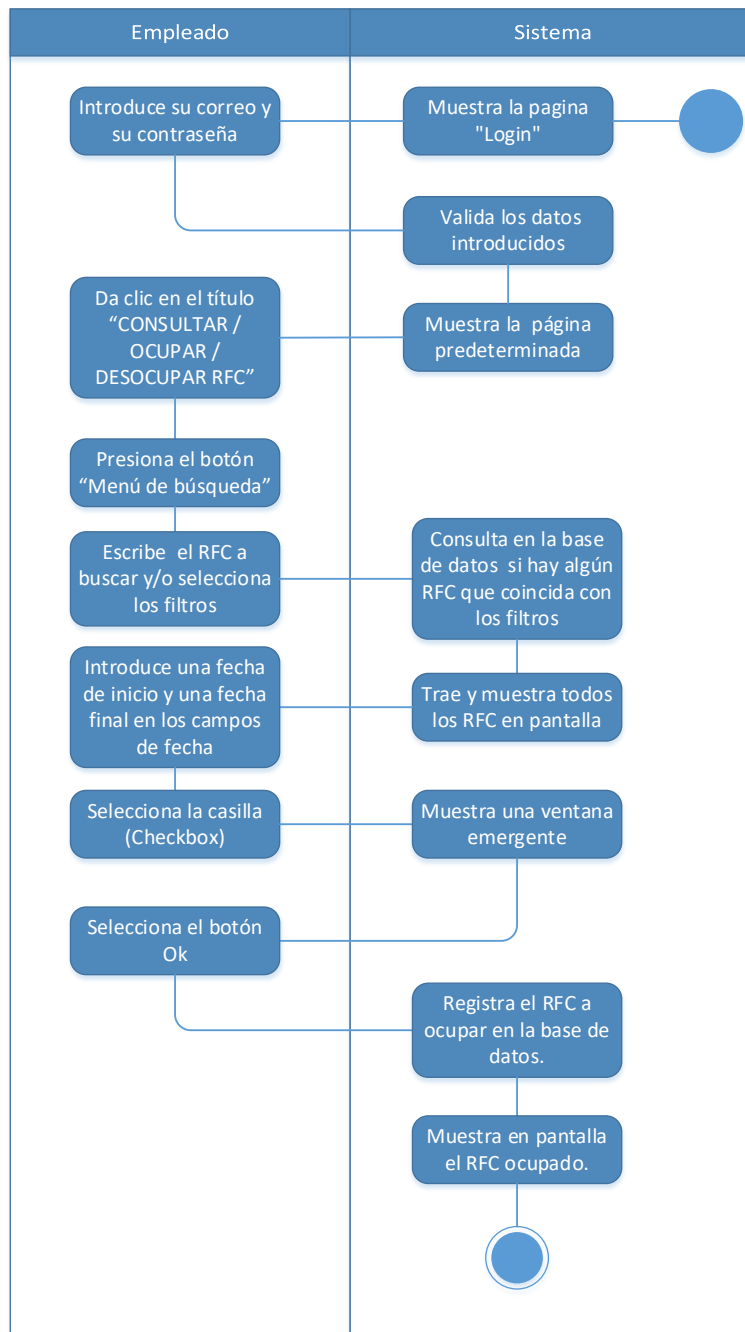 Empleado
Sistema
Introduce su correo y
su contraseña
Muestra la pagina
"Login"
Valida los datos
introducidos
Da clic en el título
“CONSULTAR /
OCUPAR /
DESOCUPAR RFC”
Muestra la  página
predeterminada
Presiona el botón
“Menú de búsqueda”
Escribe  el RFC a
buscar y/o selecciona
los filtros
Consulta en la base
de datos  si hay algún
RFC que coincida con
los filtros
Introduce una fecha
de inicio y una fecha
final en los campos
de fecha
Trae y muestra todos
los RFC en pantalla
Selecciona la casilla
(Checkbox)
Muestra una ventana
emergente
Selecciona el botón
Ok
Registra el RFC a
ocupar en la base de
datos.
Muestra en pantalla
el RFC ocupado.